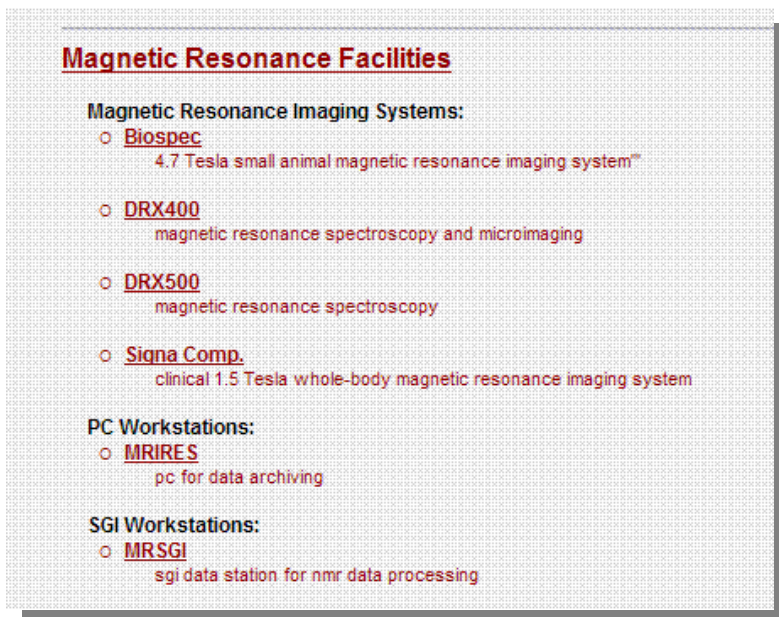 Magnetic Resonance Facilities
Magnetic Resonance Imaging Systems:
Biospec
4.7 Tesla small animal magnetic resonance imaging system""
DRX400
magnetic resonance spectroscopy and microimaging
DRX500
magnetic resonance spectroscopy
Signa Comp.
clinical 1.5 Tesla whole-body magnetic resonance imaging system
PC Workstations:
MRIRES
pc for data archiving
SGI Workstations:
MRSGI
sgi data station for nmr data processing